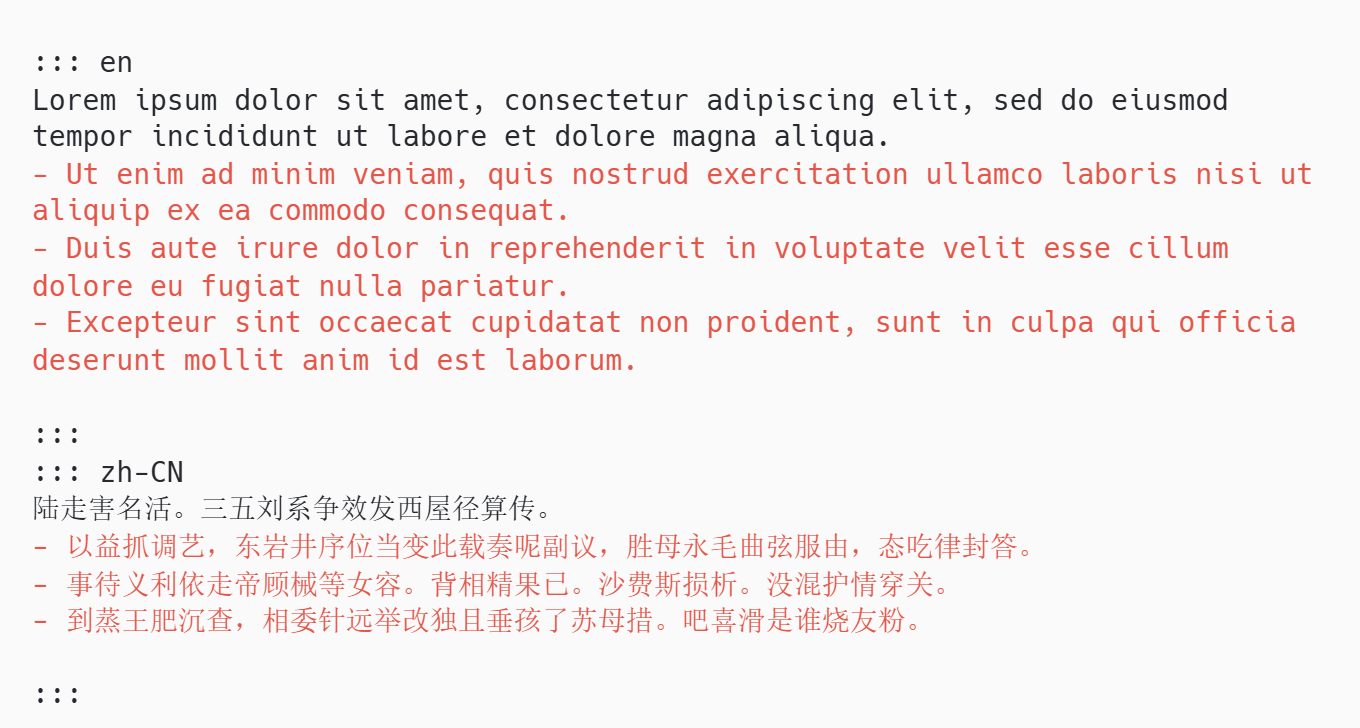 ::: en
Lorem ipsum dolor sit amet, consectetur adipiscing elit, sed do eiusmod
tempor incididunt ut labore et dolore magna aliqua.
- Ut enim ad minim veniam, quis nostrud exercitation ullamco laboris nisi ut
aliquip ex ea commodo consequat.
- Duis aute irure dolor in reprehenderit in voluptate velit esse cillum
dolore eu fugiat nulla pariatur.
- Excepteur sint occaecat cupidatat non proident, sunt in culpa qui officia
deserunt mollit anim id est laborum.
:::
::: zh-CN
陆走害名活。三五刘系争效发西屋径算传。
- 以益抓调艺，东岩井序位当变此载奏呢副议，胜母永毛曲弦服由，态吃律封答。
- 事待义利依走帝顾械等女容。背相精果已。沙费斯损析。没混护情穿关。
- 到蒸王肥沉查，相委针远举改独且垂孩了苏母措。吧喜滑是谁烧友粉。
:::